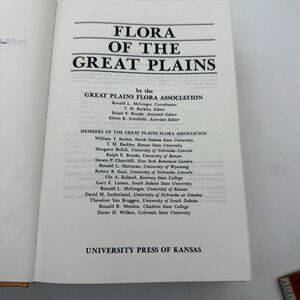 FLORA
OF THE
GREAT PLAINS
by the
GREAT PLAINS FLORA ASSOCIATION
Ronald L. McGregor, Coordinator
T. M. Barkley, Editor
Ralph E. Brooks, Associate Editor
Eileen K. Schofield, Associate Editor
MEMBERS OF THE GREAT PLAINS FLORA ASSOCIATION
William T. Barker, North Dakota State University
T. M. Barkley, Kansas State University
Margaret Bolick, University of Nebraska–Lincoln
Ralph E. Brooks, University of Kansas
Steven P. Churchill, New York Botanical Garden
Ronald L. Hartman, University of Wyoming
Robert B. Kaul, University of Nebraska–Lincoln
Ole A. Kolstad, Kearney State College
Gary E. Larson, South Dakota State University
Ronald L. McGregor, University of Kansas
David M. Sutherland, University of Nebraska at Omaha
Theodore Van Bruggen, University of South Dakota
Ronald R. Weedon, Chadron State College
Dieter H. Wilken, Colorado State University
UNIVERSITY PRESS OF KANSAS